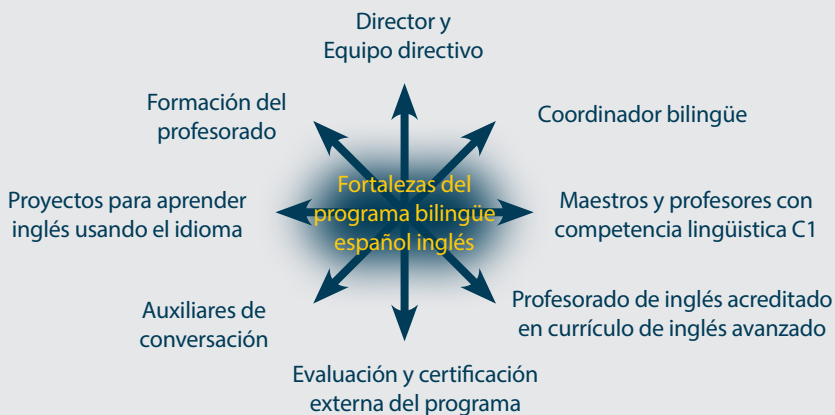 Director y
Equipo directivo
Formación del
profesorado
Coordinador bilingüe
Proyectos para aprender
inglés usando el idioma
Fortalezas del
programa bilingüe
español inglés
Maestros y profesores con
competencia lingüistica C1
Auxiliares de
conversación
Profesorado de inglés acreditado
en currículo de inglés avanzado
Evaluación y certificación
externa del programa